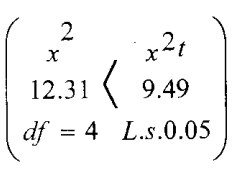 x² x²t
12.31 < 9.49
df = 4 L.s.0.05